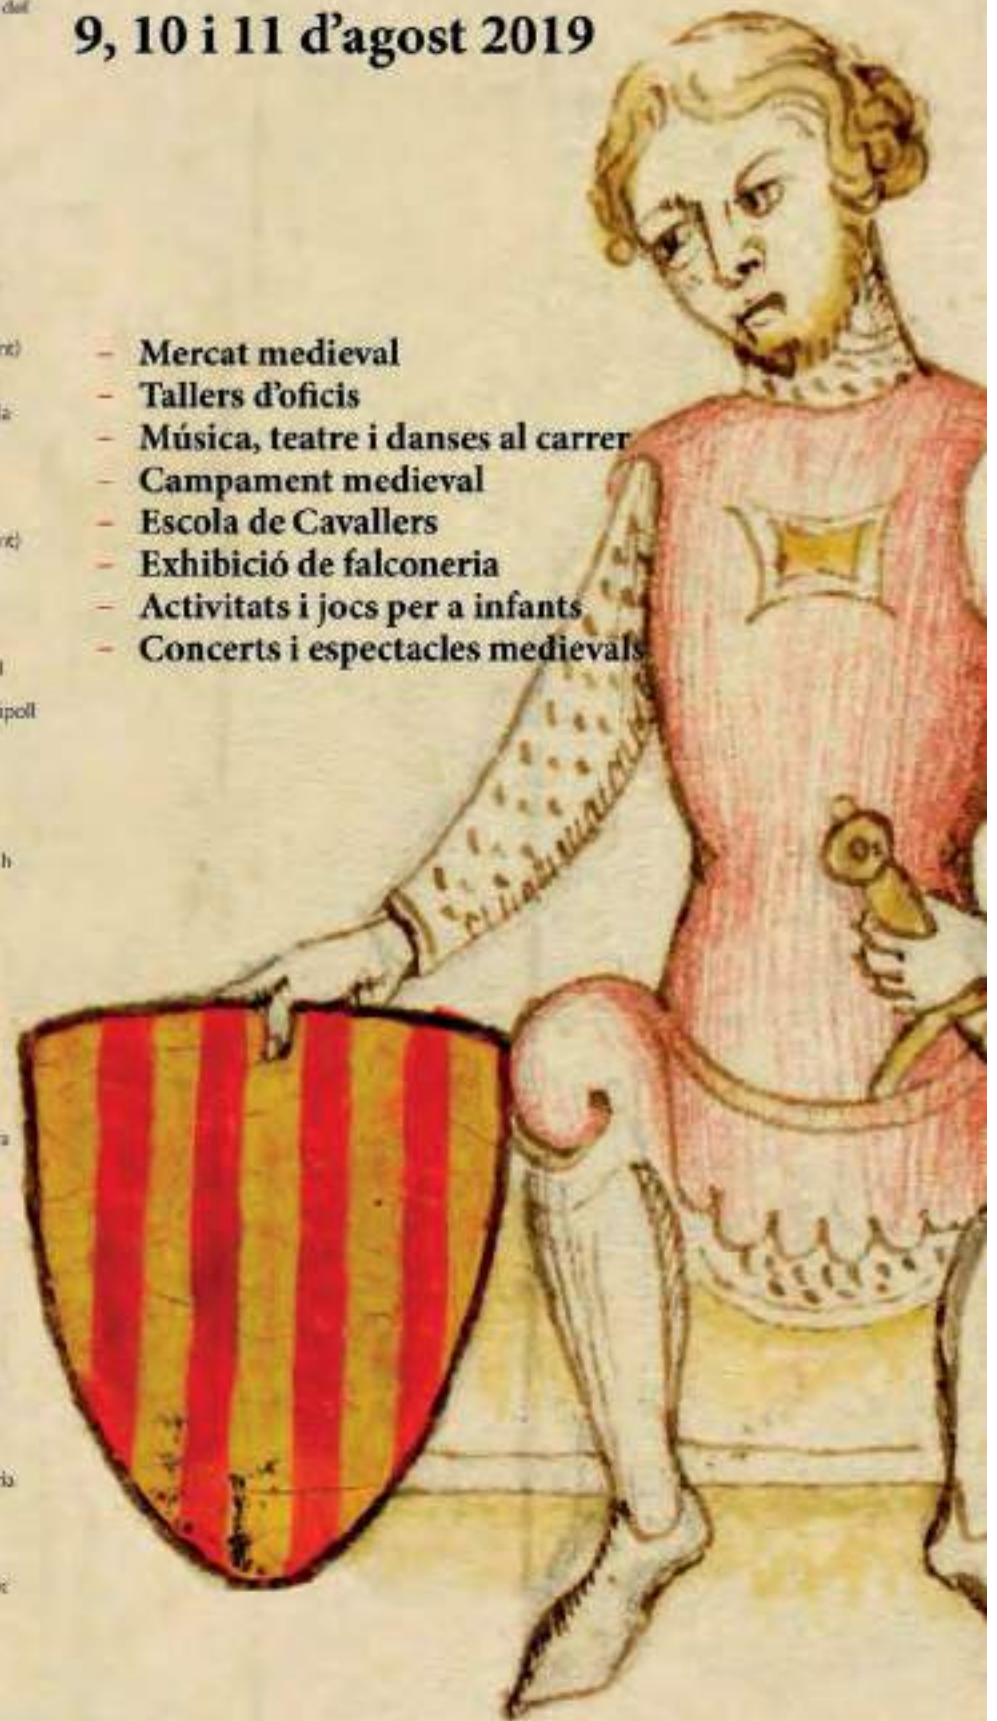 9, 10 i 11 d'agost 2019
– Mercat medieval
– Tallers d'oficis
– Música, teatre i danses al carrer
– Campament medieval
– Escola de Cavallers
– Exhibició de falconeria
– Activitats i jocs per a infants
– Concerts i espectacles medievals